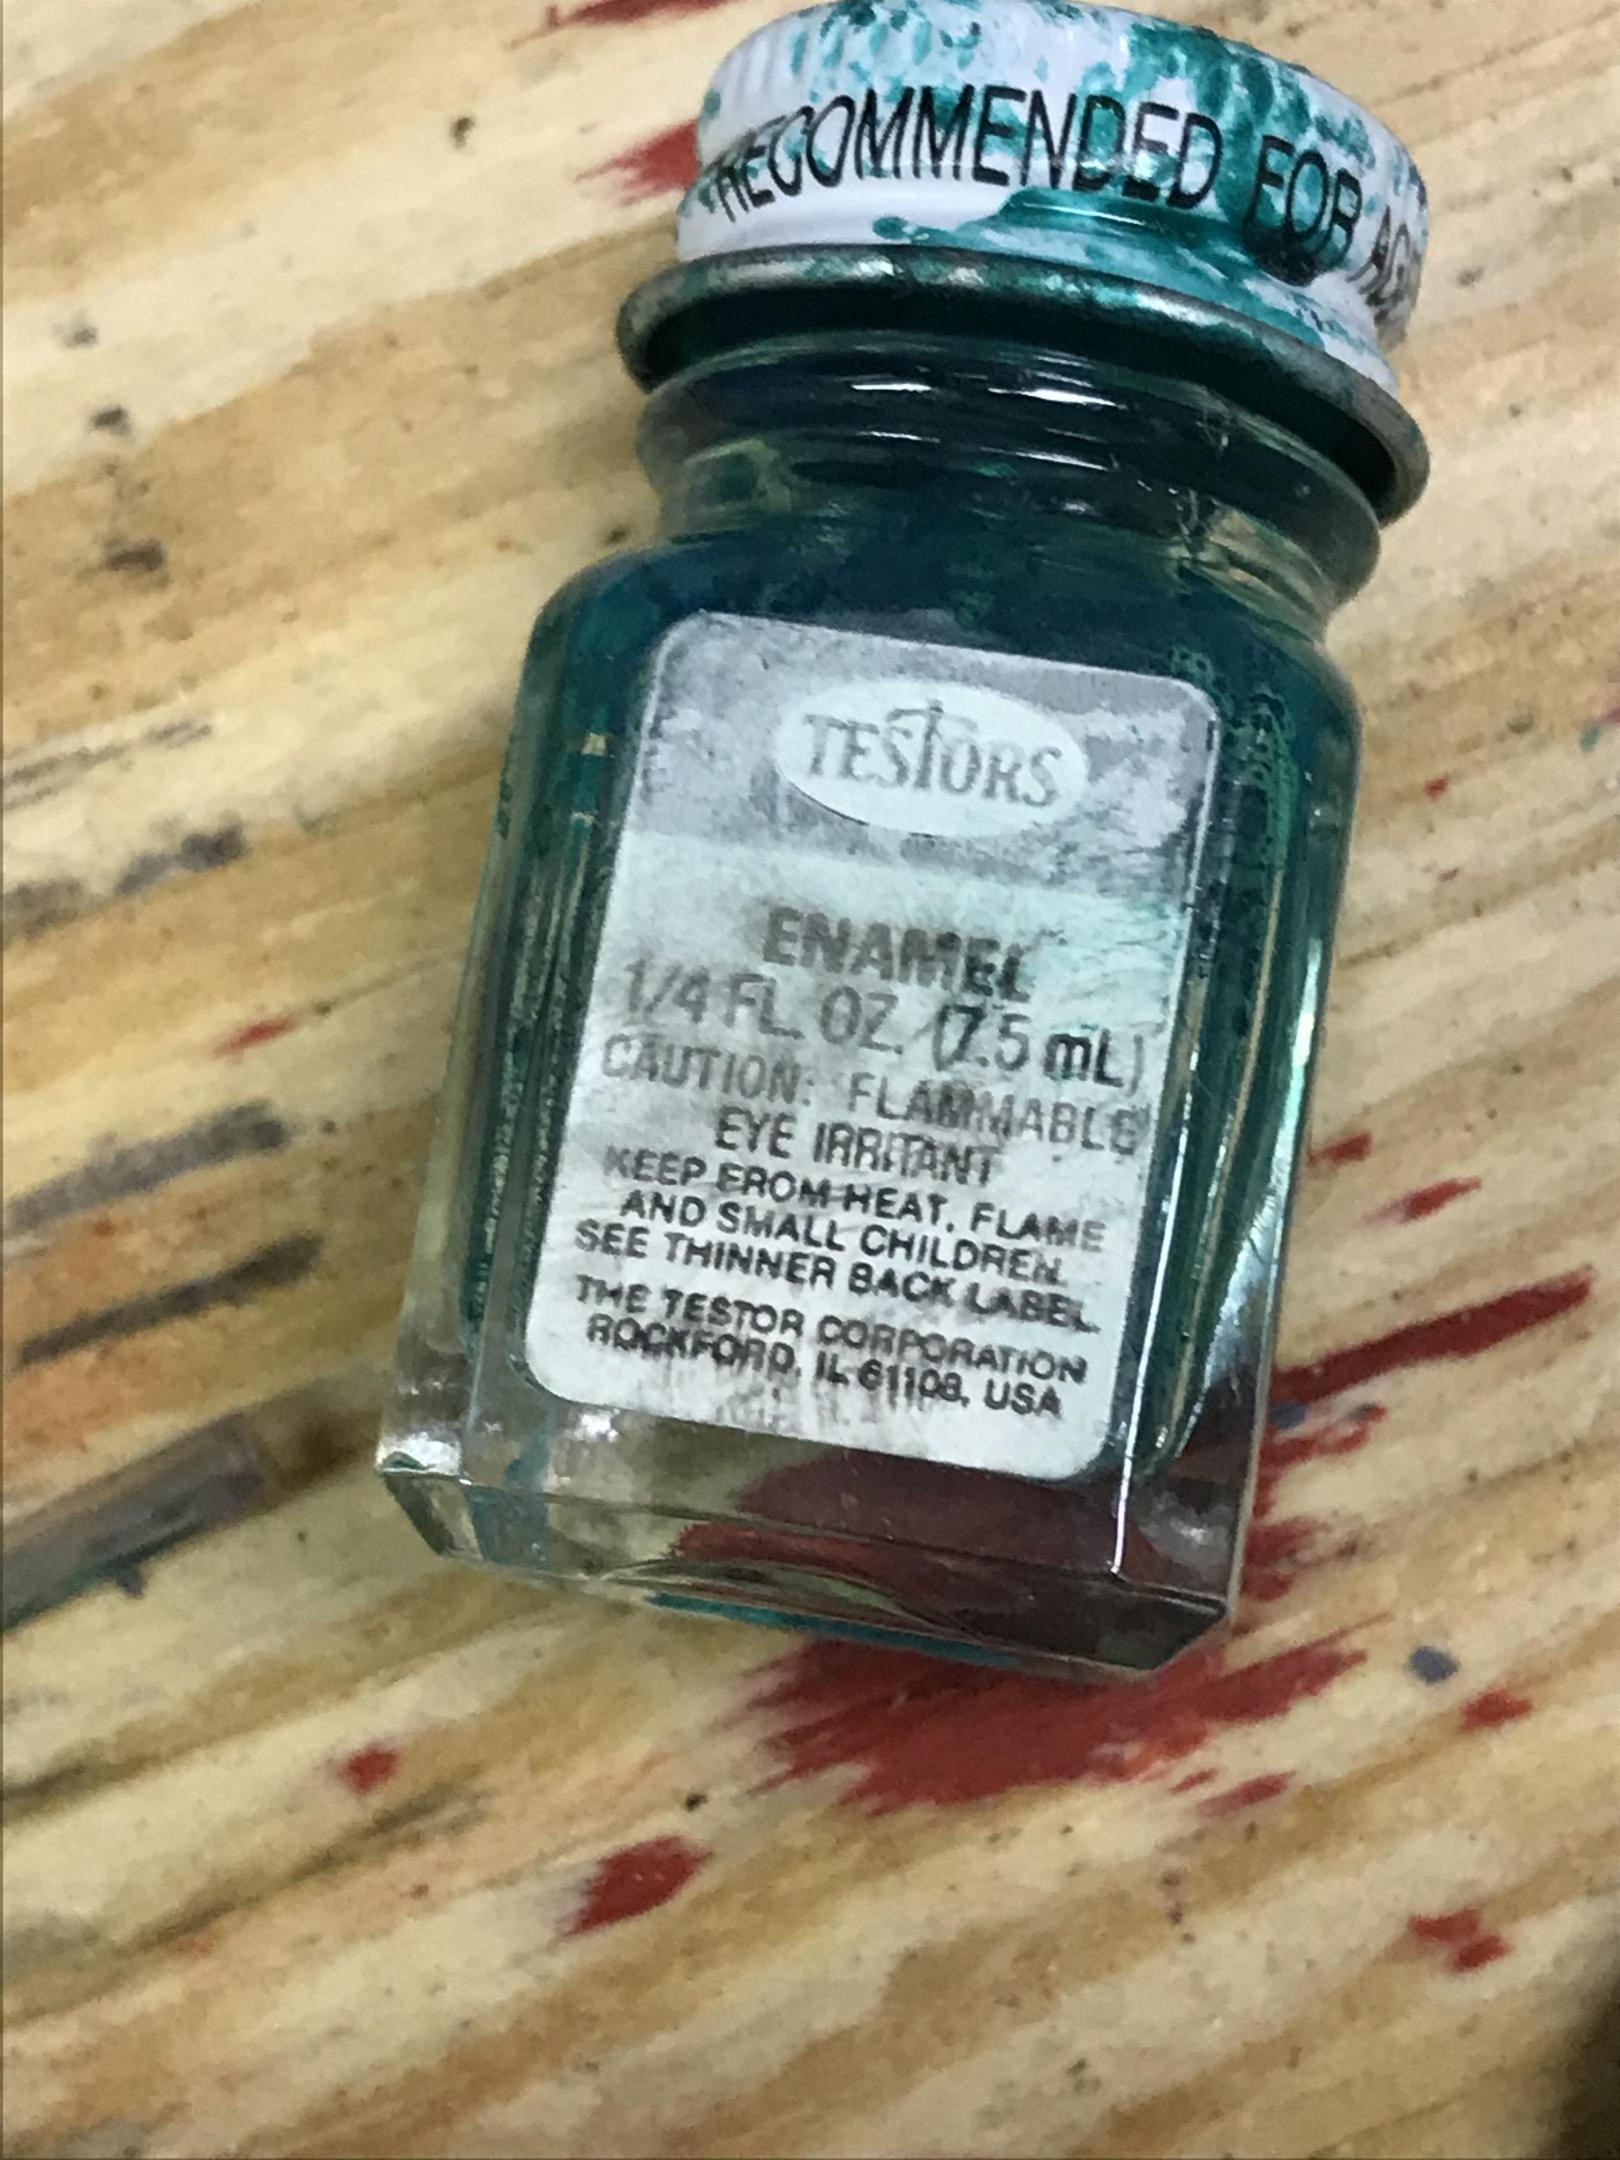 RECOMMENDED FOR
TESTORS
ENAMEL
1/4 FL. OZ. (7.5 mL)
CAUTION: FLAMMABLE
EYE IRRITANT
KEEP FROM HEAT, FLAME
AND SMALL CHILDREN.
SEE THINNER BACK LABEL.
THE TESTOR CORPORATION
ROCKFORD, IL 61108, USA